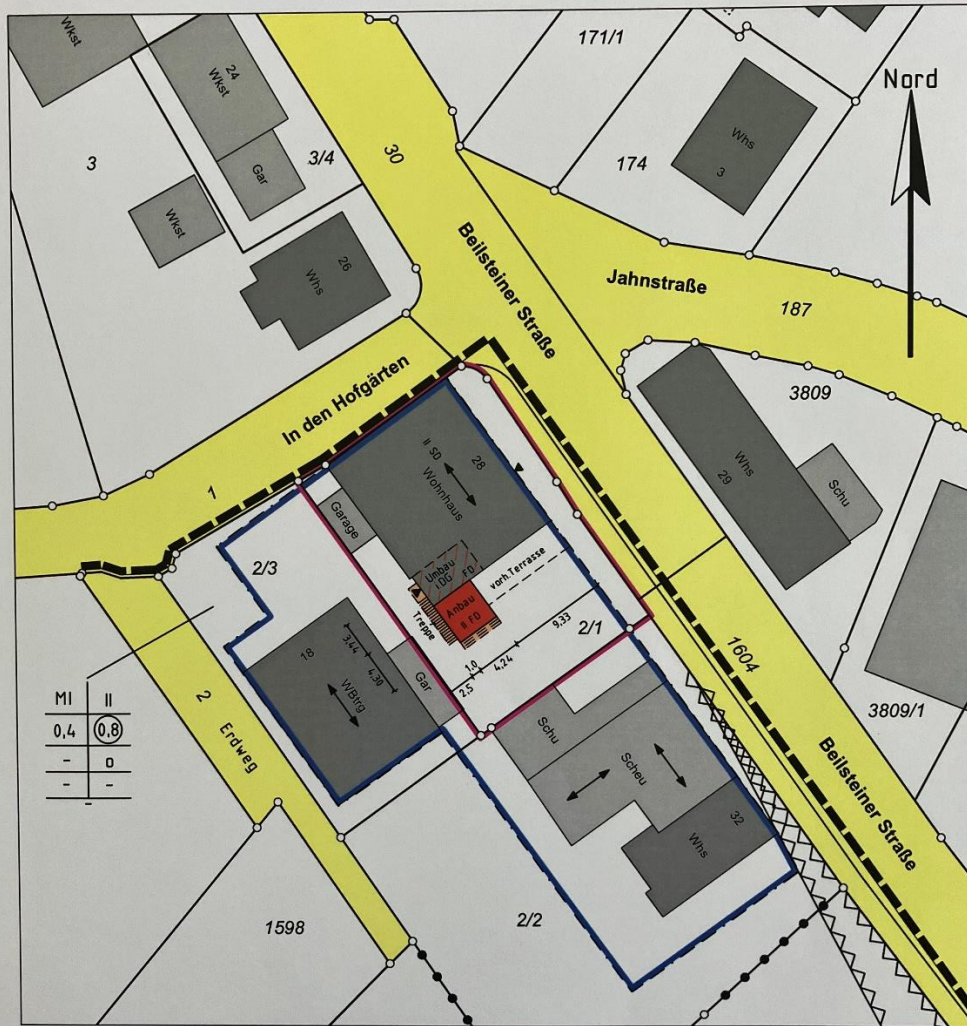 Wkst
24
Wkst
Gar
3/4
30
171/1
174
Whs
3
Nord
3
Wkst
26
Whs
Beilsteiner Straße
Jahnstraße
187
In den Hofgärten
1
3809
Whs
29
Schu
II SD
Wohnhaus
28
Garage
Umbau
DG FD
Anbau
II FD
Treppe
vorh. Terrasse
2/3
2/1
9,33
4,24
1,0
2,5
18
3,44
4,30
WBtrg
Gar
1604
3809/1
Beilsteiner Straße
MI II
0,4 0,8
- o
- -
-
2
Erdweg
Schu
Scheu
32
Whs
2/2
1598